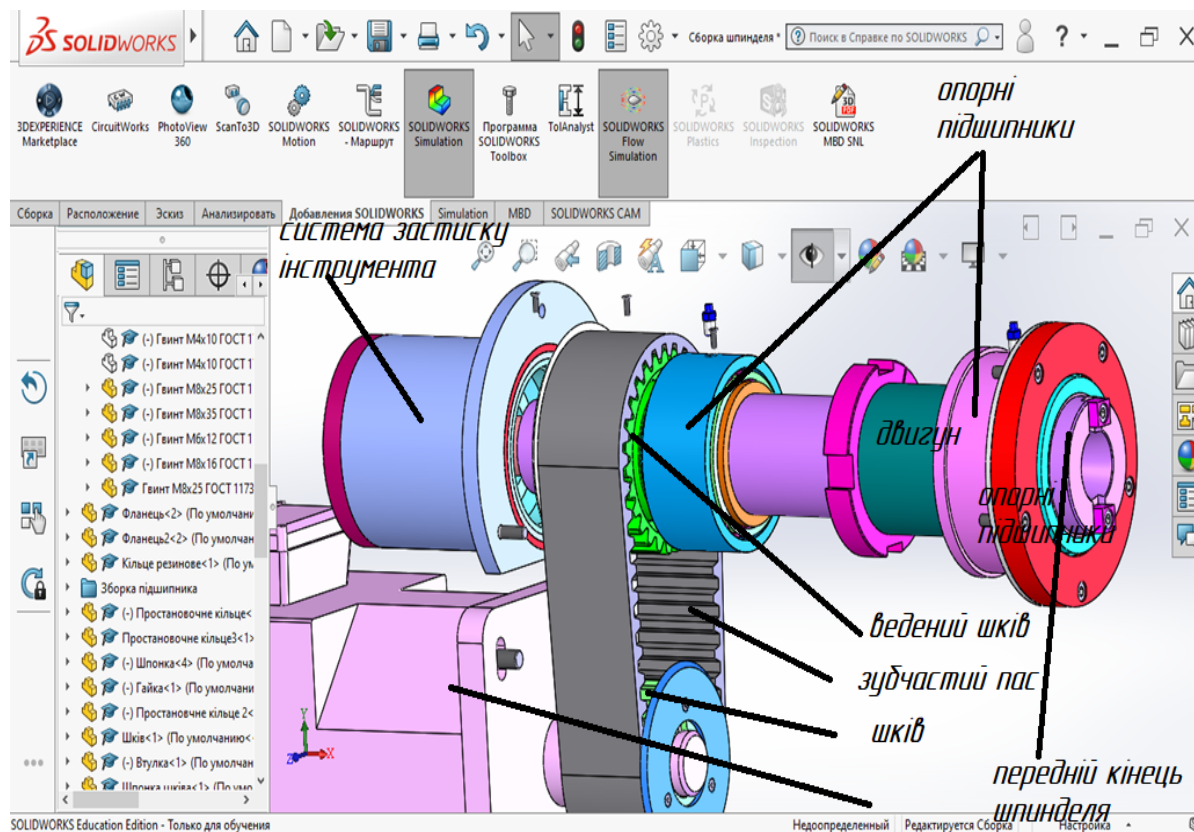 SOLIDWORKS
Сборка шпинделя *
Поиск в Справке по SOLIDWORKS
3DEXPERIENCE
Marketplace
CircuitWorks
PhotoView
360
ScanTo3D
SOLIDWORKS
Motion
SOLIDWORKS
- Маршрут
SOLIDWORKS
Simulation
Программа
SOLIDWORKS
Toolbox
TolAnalyst
SOLIDWORKS
Flow
Simulation
SOLIDWORKS
Plastics
SOLIDWORKS
Inspection
SOLIDWORKS
MBD SNL
опорні
підшипники
Сборка
Расположение
Эскиз
Анализировать
Добавления SOLIDWORKS
Simulation
MBD
SOLIDWORKS CAM
система застиску
інструмента
(-) Гвинт М4х10 ГОСТ 1
(-) Гвинт М4х10 ГОСТ 1
(-) Гвинт М8х25 ГОСТ 1
(-) Гвинт М8х35 ГОСТ 1
(-) Гвинт М6х12 ГОСТ 1
(-) Гвинт М8х16 ГОСТ 1
Гвинт М8х25 ГОСТ 1173
Фланець<2> (По умолчани
Фланець2<2> (По умолчан
Кільце резинове<1> (По ум
Зборка підшипника
(-) Простановочне кільце<
Простановочне кільце3<1>
(-) Шпонка<4> (По умолча
(-) Гайка<1> (По умолчани
(-) Простановчне кільце 2<
Шків<1> (По умолчанию<
(-) Втулка<1> (По умолчан
Шпонка шківа<1> (По умо
двигун
опорні
підшипники
ведений шків
зубчастий пас
шків
передній кінець
шпинделя
Y
Z
X
SOLIDWORKS Education Edition - Только для обучения
Недоопределенный
Редактируется Сборка
Настройка